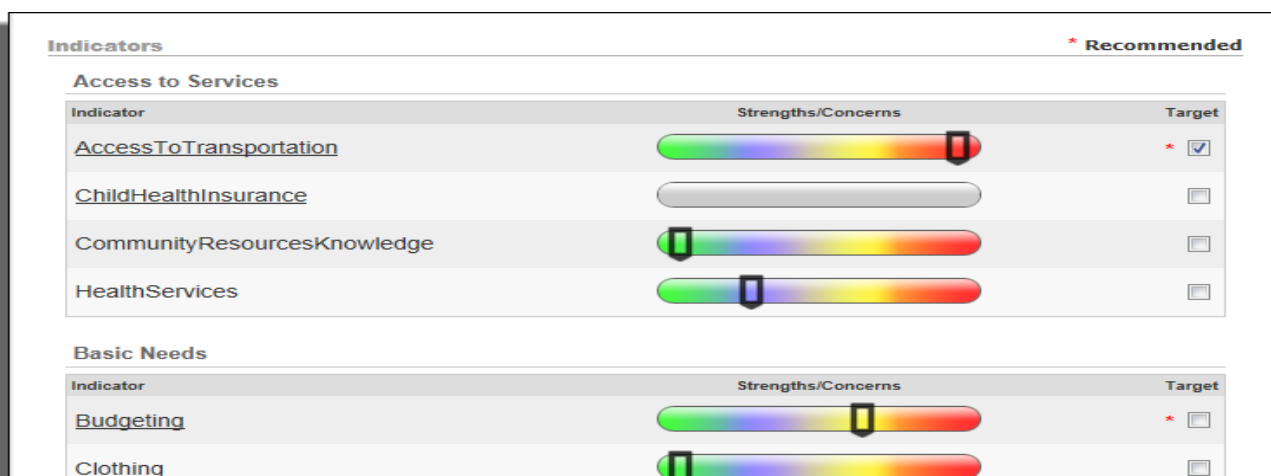 Indicators * Recommended
Access to Services
Indicator Strengths/Concerns Target
AccessToTransportation *
ChildHealthInsurance
CommunityResourcesKnowledge
HealthServices
Basic Needs
Indicator Strengths/Concerns Target
Budgeting *
Clothing